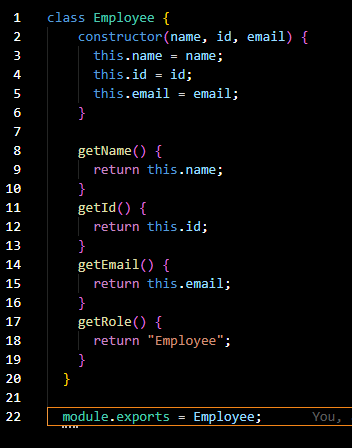 1 class Employee {
2     constructor(name, id, email) {
3       this.name = name;
4       this.id = id;
5       this.email = email;
6     }
7
8     getName() {
9       return this.name;
10     }
11     getId() {
12       return this.id;
13     }
14     getEmail() {
15       return this.email;
16     }
17     getRole() {
18       return "Employee";
19     }
20   }
21
22   module.exports = Employee;      You,